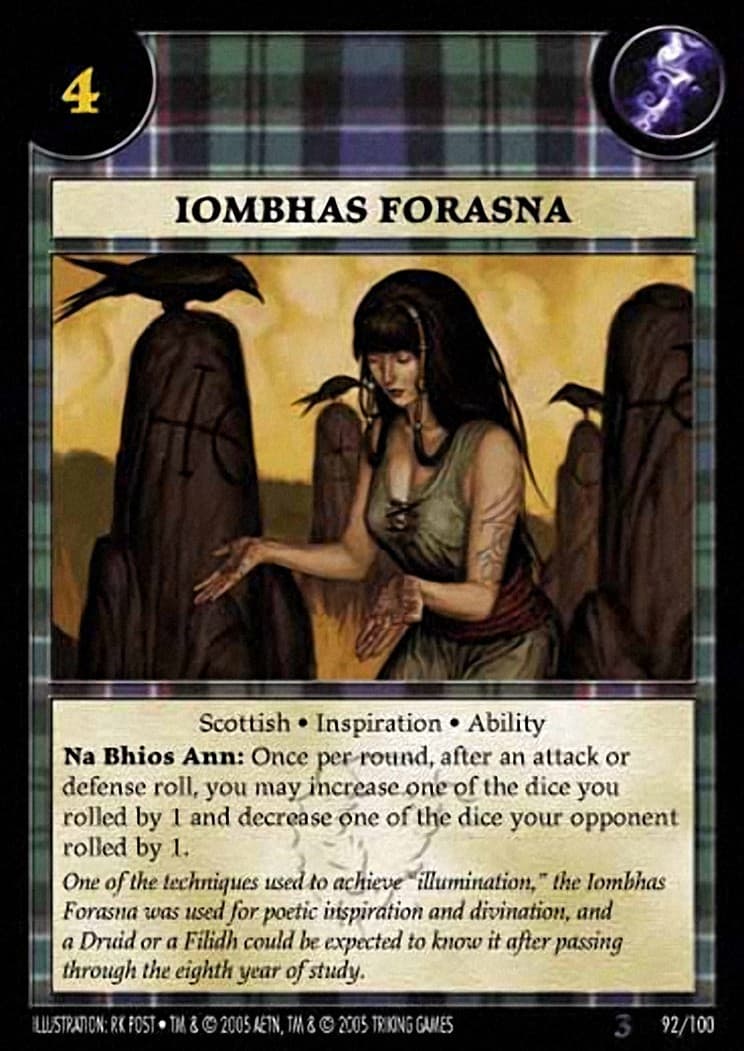 4
IOMBHAS FORASNA
Scottish • Inspiration • Ability
Na Bhios Ann: Once per round, after an attack or
defense roll, you may increase one of the dice you
rolled by 1 and decrease one of the dice your opponent
rolled by 1.
One of the techniques used to achieve "illumination," the Iombhas
Forasna was used for poetic inspiration and divination, and
a Druid or a Filidh could be expected to know it after passing
through the eighth year of study.
ILLUSTRATION: RK POST • TM & © 2005 AETN, TM & © 2005 TRIKING GAMES 3 92/100